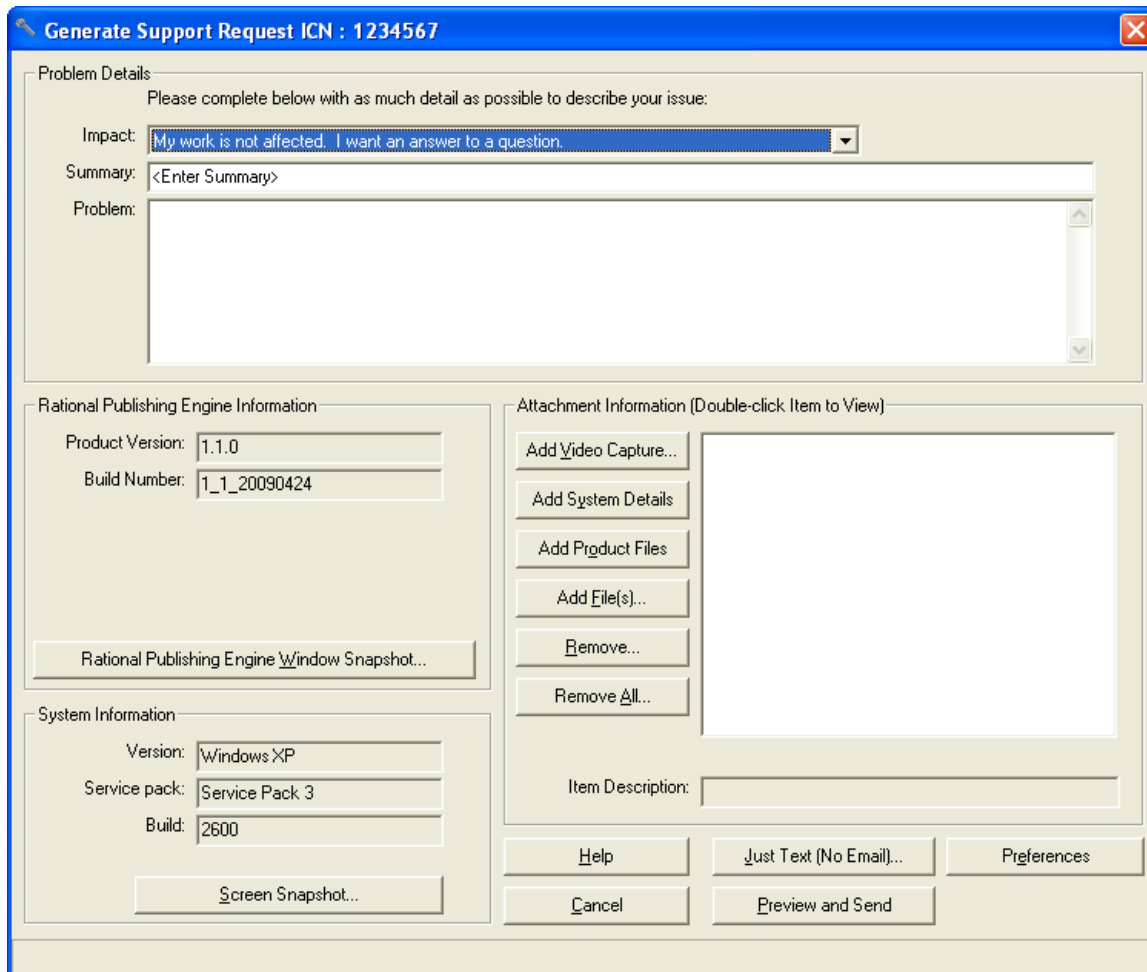 Generate Support Request ICN : 1234567
Problem Details
Please complete below with as much detail as possible to describe your issue:
Impact: My work is not affected. I want an answer to a question.
Summary: <Enter Summary>
Problem:
Rational Publishing Engine Information
Product Version: 1.1.0
Build Number: 1_1_20090424
Rational Publishing Engine Window Snapshot...
System Information
Version: Windows XP
Service pack: Service Pack 3
Build: 2600
Screen Snapshot...
Attachment Information (Double-click Item to View)
Add Video Capture...
Add System Details
Add Product Files
Add File(s)...
Remove...
Remove All...
Item Description:
Help
Just Text (No Email)...
Preferences
Cancel
Preview and Send